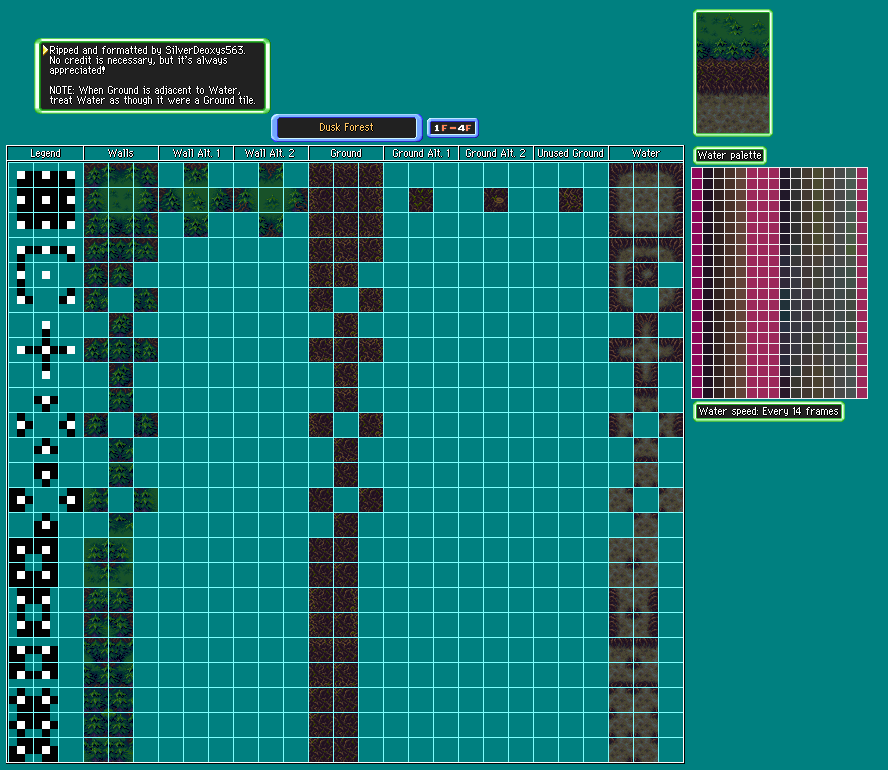 Ripped and formatted by SilverDeoxys563.
No credit is necessary, but it's always
appreciated!
NOTE: When Ground is adjacent to Water,
treat Water as though it were a Ground tile.
Dusk Forest
1F-4F
Legend Walls Wall Alt. 1 Wall Alt. 2 Ground Ground Alt. 1 Ground Alt. 2 Unused Ground Water
Water palette
Water speed: Every 14 frames